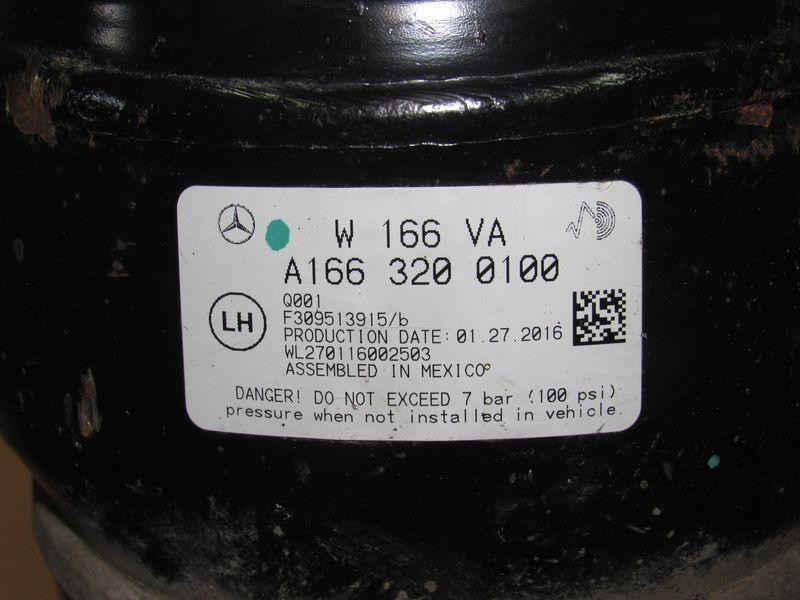 W 166 VA
A166 320 0100
Q001
LH
F309513915/b
PRODUCTION DATE: 01.27.2016
WL270116002503
ASSEMBLED IN MEXICO
DANGER! DO NOT EXCEED 7 bar (100 psi)
pressure when not installed in vehicle.